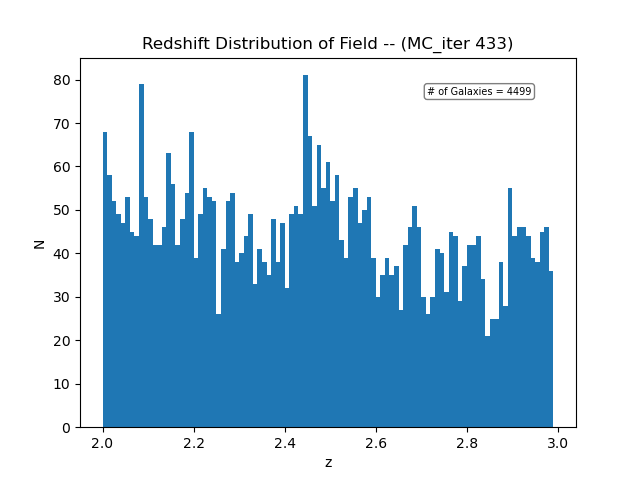 Redshift Distribution of Field -- (MC_iter 433)
# of Galaxies = 4499
80
70
60
50
40
30
20
10
0
N
2.0 2.2 2.4 2.6 2.8 3.0
z